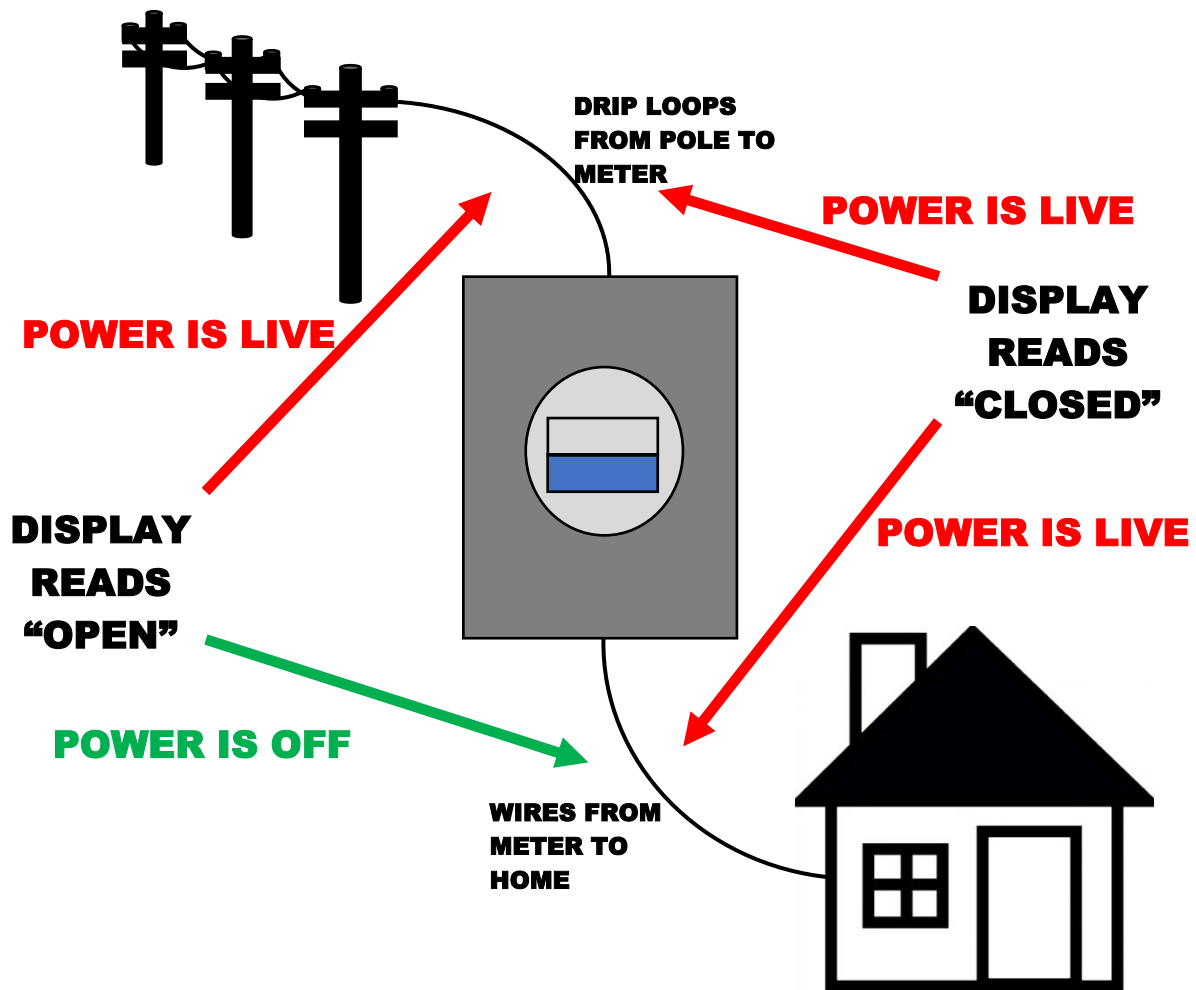 DRIP LOOPS
FROM POLE TO
METER
POWER IS LIVE
DISPLAY
READS
“CLOSED”
POWER IS LIVE
POWER IS LIVE
DISPLAY
READS
“OPEN”
POWER IS OFF
WIRES FROM
METER TO
HOME